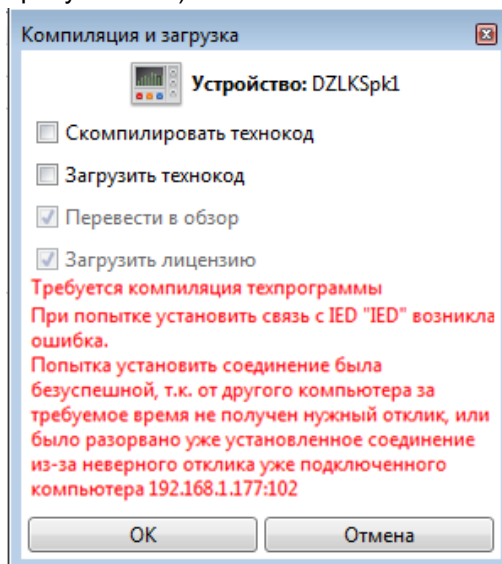 Компиляция и загрузка
Устройство: DZLKSpk1
Скомпилировать технокод
Загрузить технокод
Перевести в обзор
Загрузить лицензию
Требуется компиляция техпрограммы
При попытке установить связь с IED "IED" возникла
ошибка.
Попытка установить соединение была
безуспешной, т.к. от другого компьютера за
требуемое время не получен нужный отклик, или
было разорвано уже установленное соединение
из-за неверного отклика уже подключенного
компьютера 192.168.1.177:102
ОК
Отмена